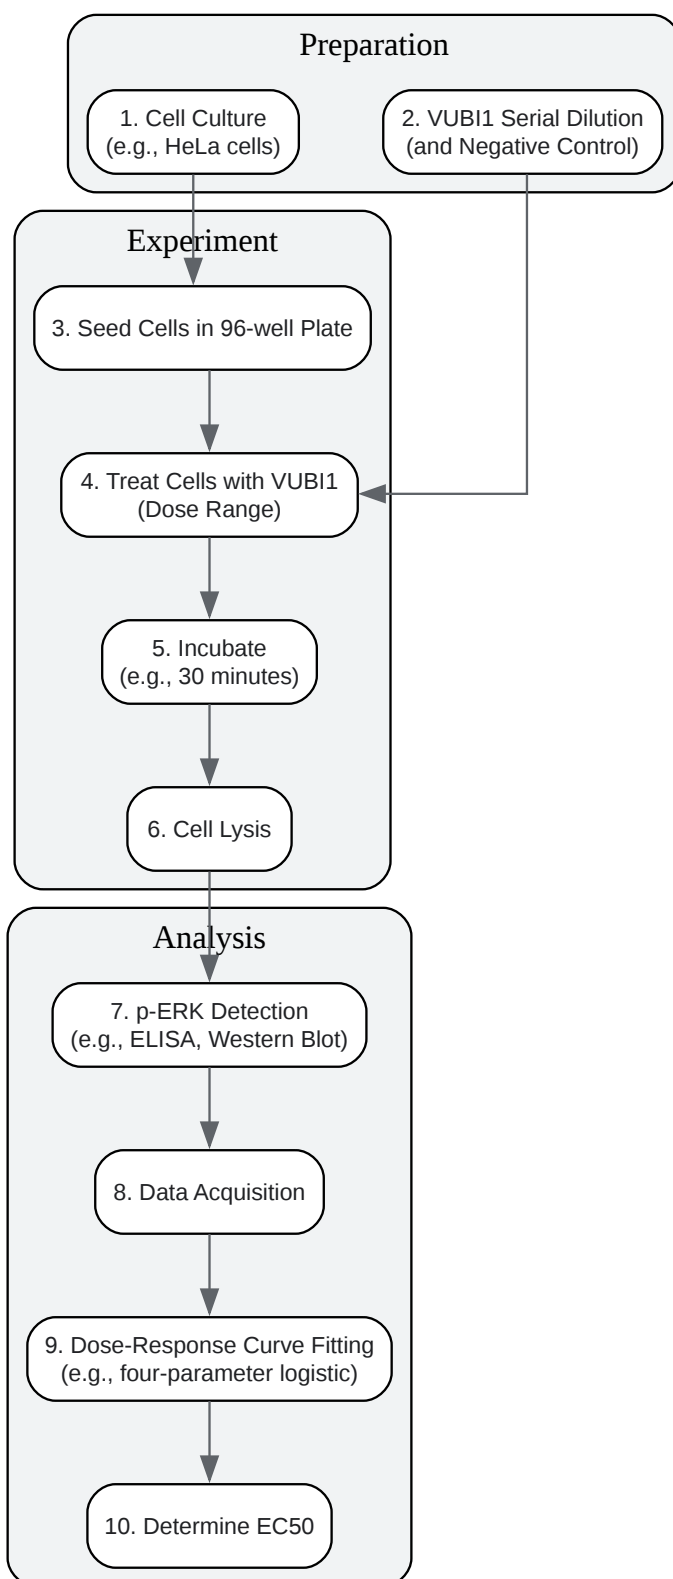 Preparation
1. Cell Culture
(e.g., HeLa cells)
2. VUBI1 Serial Dilution
(and Negative Control)
Experiment
3. Seed Cells in 96-well Plate
4. Treat Cells with VUBI1
(Dose Range)
5. Incubate
(e.g., 30 minutes)
6. Cell Lysis
Analysis
7. p-ERK Detection
(e.g., ELISA, Western Blot)
8. Data Acquisition
9. Dose-Response Curve Fitting
(e.g., four-parameter logistic)
10. Determine EC50